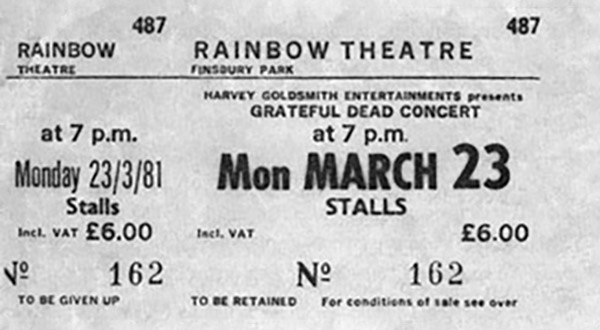 487
RAINBOW
THEATRE
at 7 p.m.
Monday 23/3/81
Stalls
Incl. VAT £6.00
Nº 162
TO BE GIVEN UP
487
RAINBOW THEATRE
FINSBURY PARK
HARVEY GOLDSMITH ENTERTAINMENTS presents
GRATEFUL DEAD CONCERT
at 7 p.m.
Mon MARCH 23
STALLS
Incl. VAT £6.00
Nº 162
TO BE RETAINED For conditions of sale see over